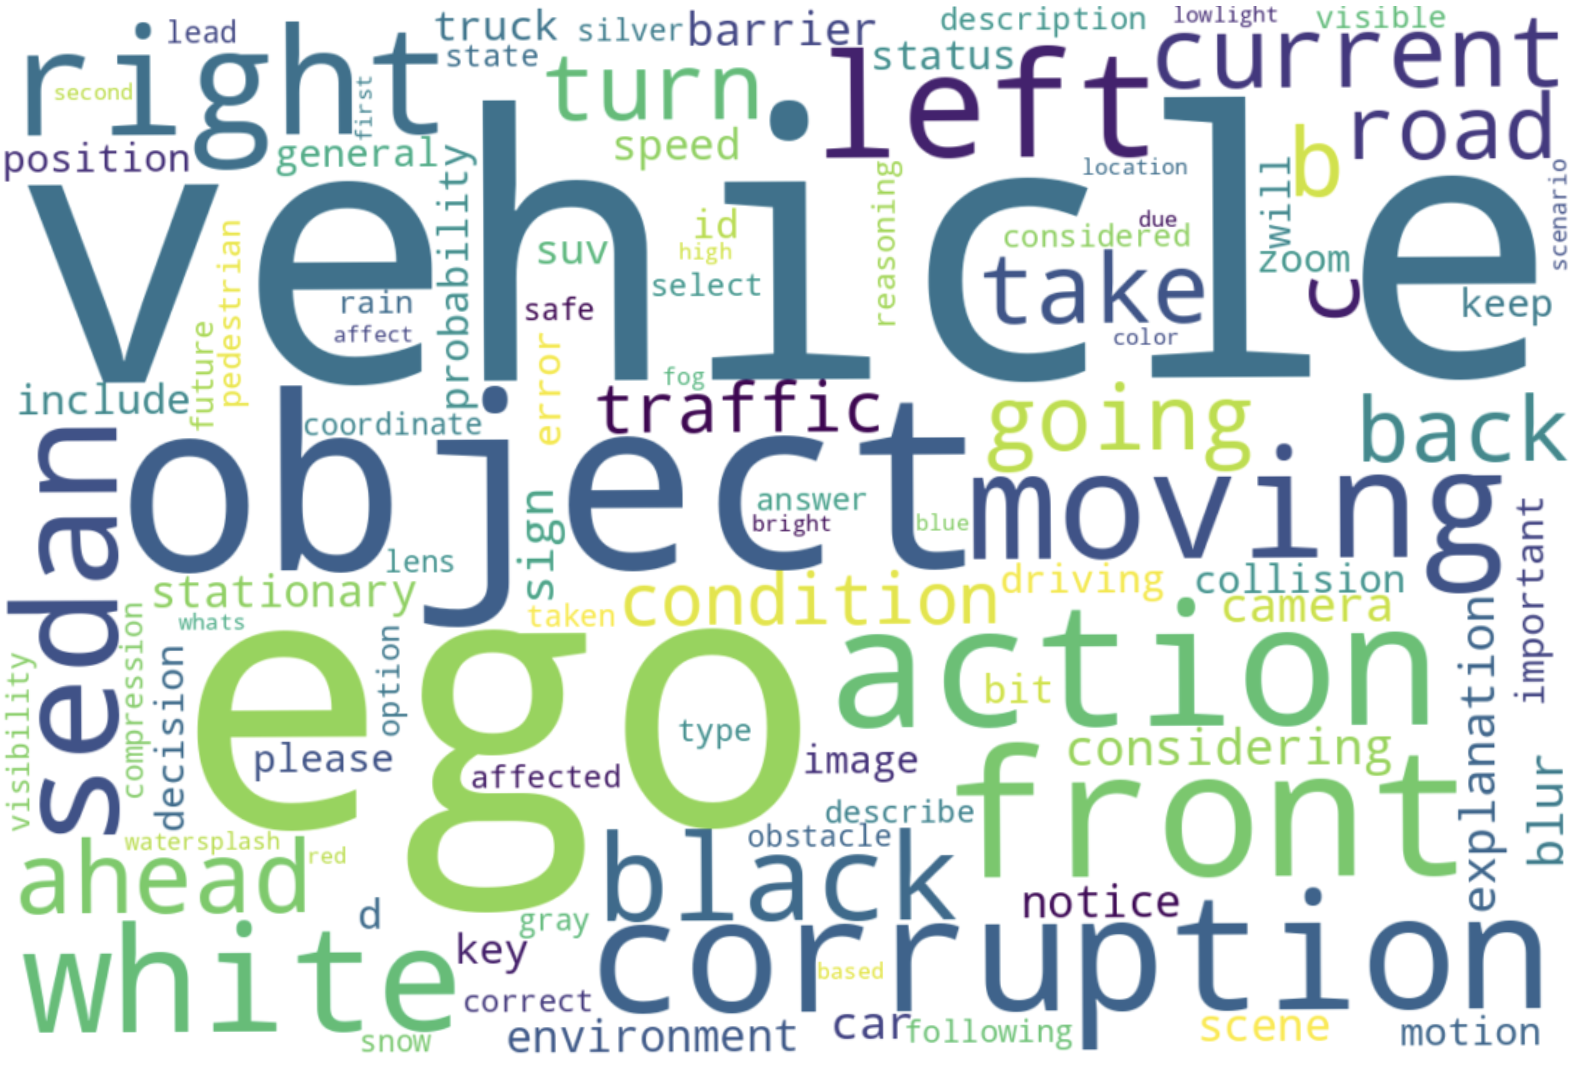 lead
truck
silver
barrier
description
lowlight
visible
right
second
first
state
turn
left
status
current
position
general
speed
road
b
vehicle
probability
reasoning
location
will
scenario
pedestrian
id
high
suv
considered
due
zoom
rain
safe
select
take
c
keep
affect
color
future
error
fog
include
coordinate
traffic
going
back
sedan
object
sign
answer
bright
blue
moving
important
lens
stationary
taken
condition
driving
collision
camera
whats
compression
visibility
decision
option
ego
action
explanation
type
bit
please
affected
image
considering
front
blur
describe
obstacle
watersplash
red
ahead
black
d
gray
notice
white
key
corruption
based
correct
snow
environment
car
following
scene
motion